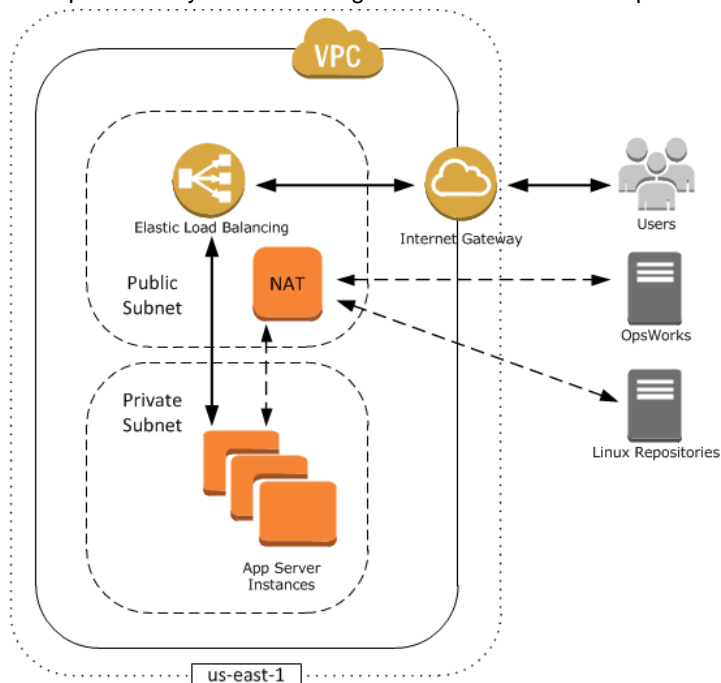 VPC
Elastic Load Balancing
Internet Gateway
Users
Public
Subnet
NAT
OpsWorks
Private
Subnet
Linux Repositories
App Server
Instances
us-east-1